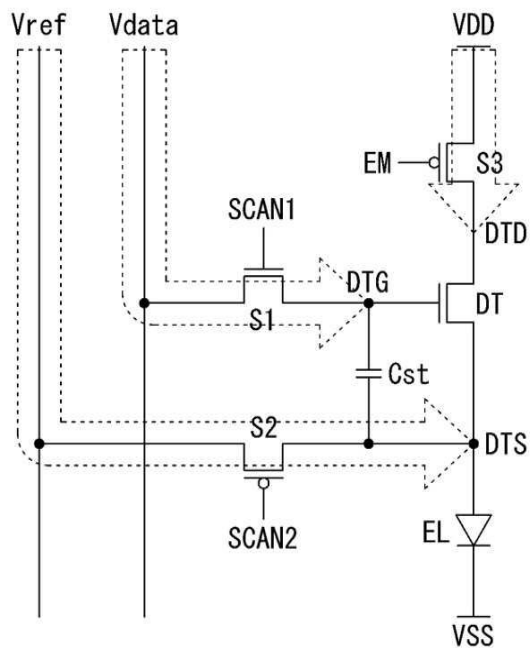 Vref
Vdata
VDD
EM
S3
SCAN1
DTD
DTG
S1
DT
Cst
S2
DTS
SCAN2
EL
VSS